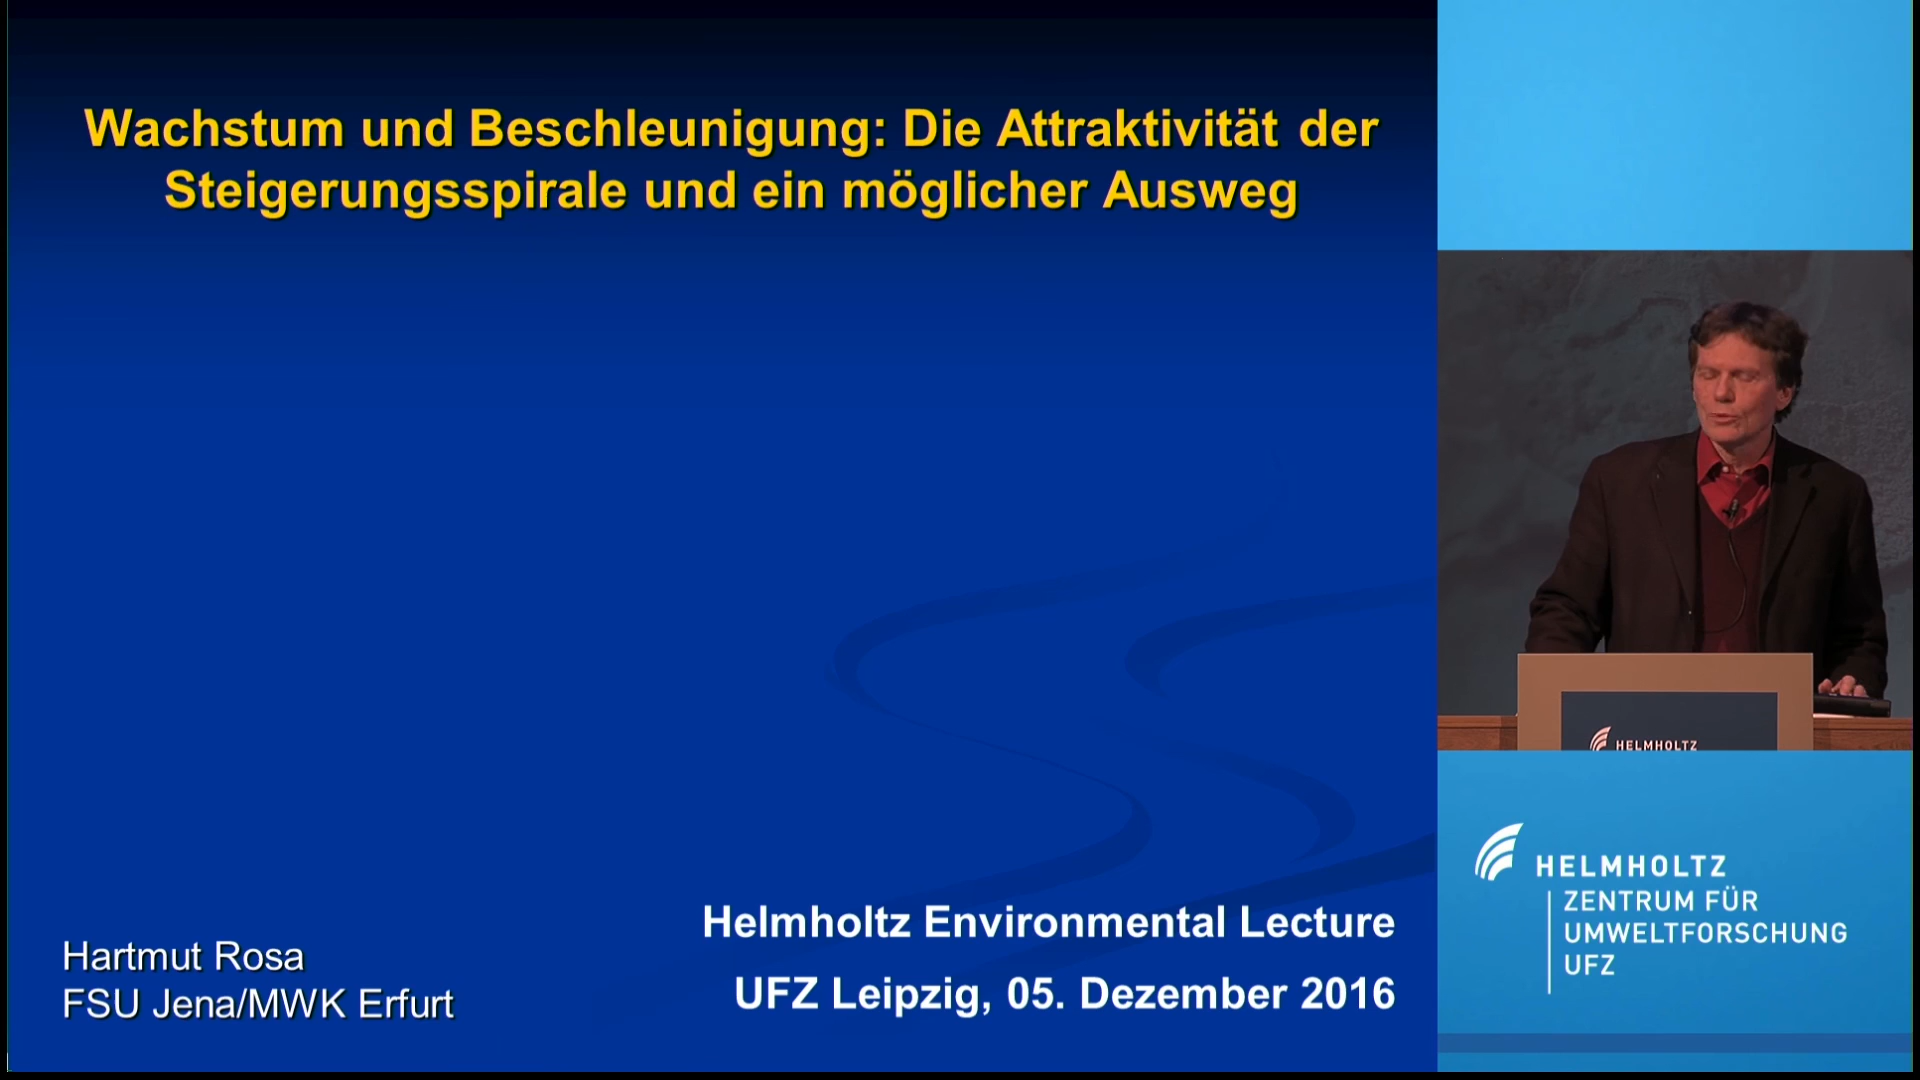 Wachstum und Beschleunigung: Die Attraktivität der
Steigerungsspirale und ein möglicher Ausweg
Hartmut Rosa
FSU Jena/MWK Erfurt
Helmholtz Environmental Lecture
UFZ Leipzig, 05. Dezember 2016
HELMHOLTZ
HELMHOLTZ
ZENTRUM FÜR
UMWELTFORSCHUNG
UFZ